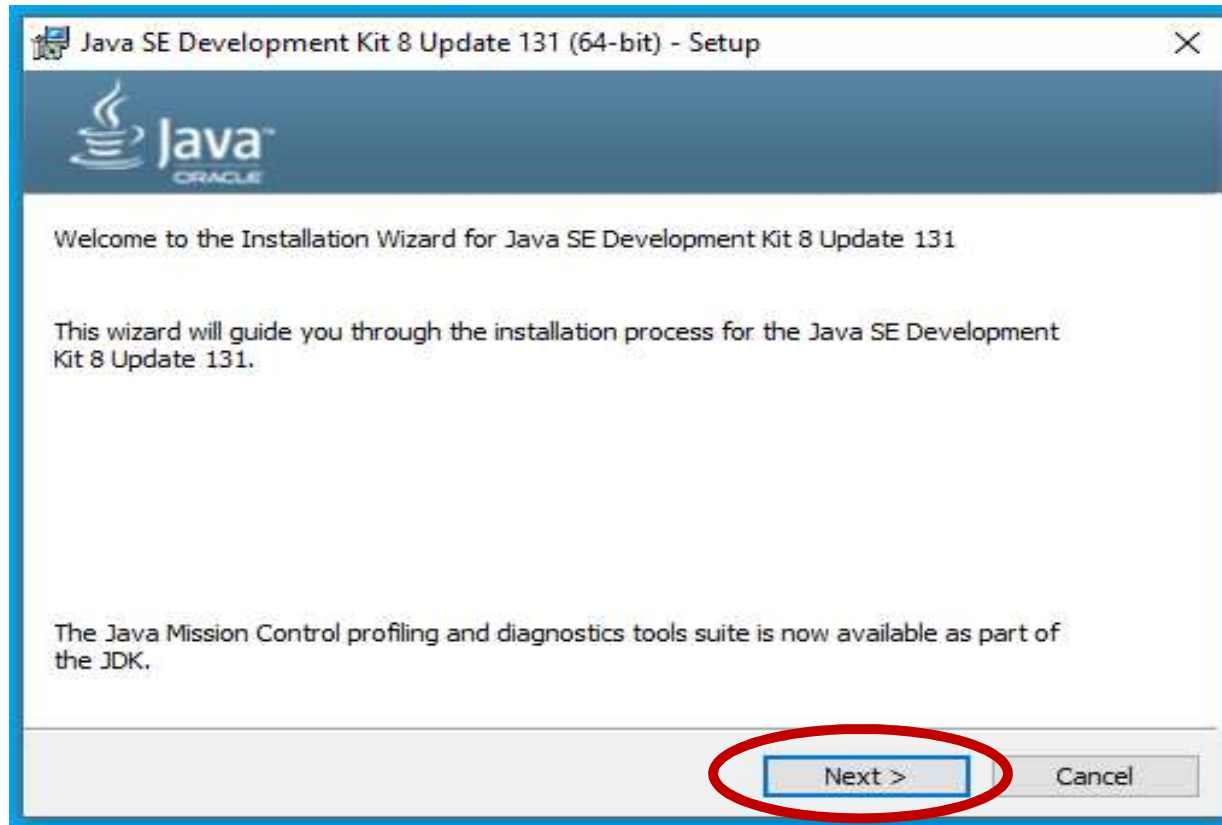 Java SE Development Kit 8 Update 131 (64-bit) - Setup
Java™
ORACLE
Welcome to the Installation Wizard for Java SE Development Kit 8 Update 131
This wizard will guide you through the installation process for the Java SE Development
Kit 8 Update 131.
The Java Mission Control profiling and diagnostics tools suite is now available as part of
the JDK.
Next >
Cancel